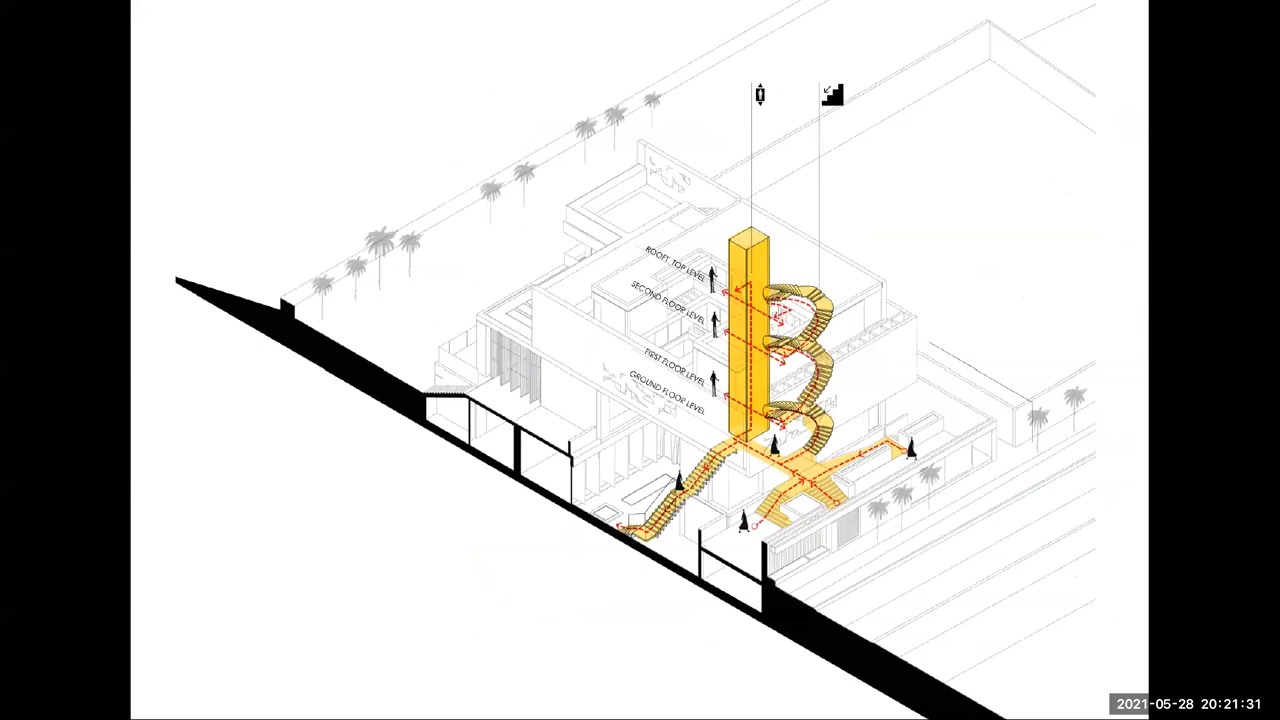 ROOFT TOP LEVEL
SECOND FLOOR LEVEL
FIRST FLOOR LEVEL
GROUND FLOOR LEVEL
2021-05-28 20:21:31